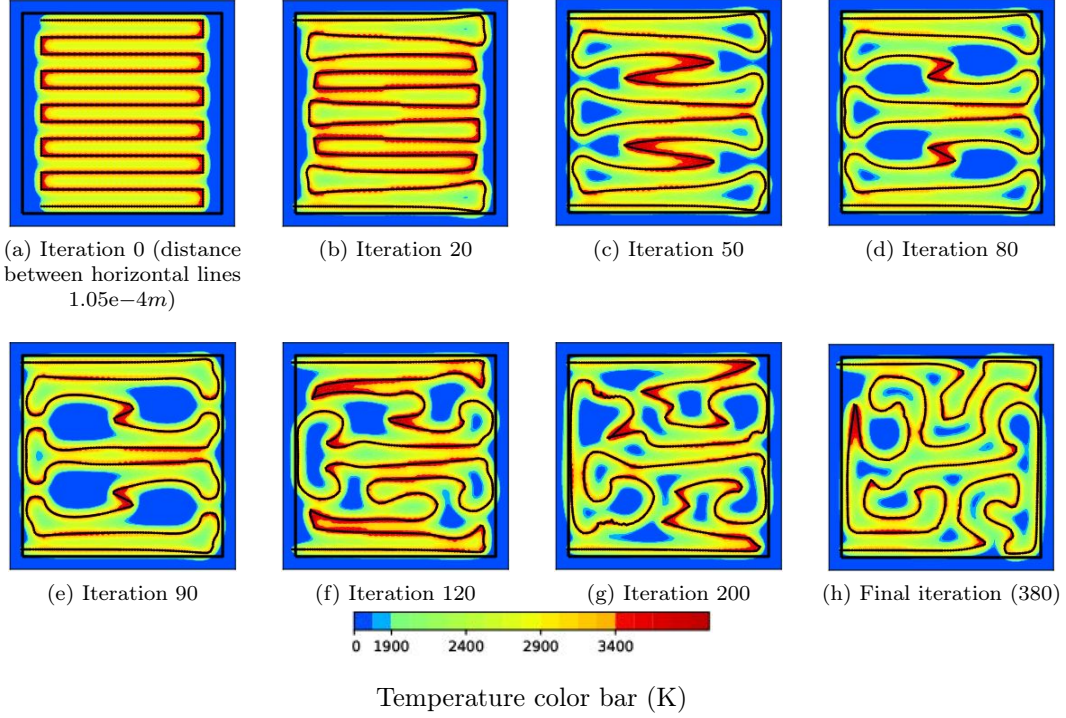 (a) Iteration 0 (distance
between horizontal lines
1.05e−4m)
(b) Iteration 20
(c) Iteration 50
(d) Iteration 80
(e) Iteration 90
(f) Iteration 120
(g) Iteration 200
(h) Final iteration (380)
0 1900 2400 2900 3400
Temperature color bar (K)